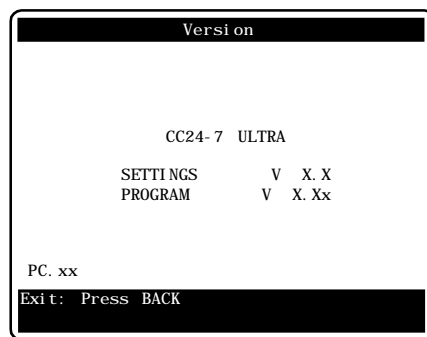 Version
CC24-7 ULTRA
SETTINGS V X.X
PROGRAM V X.Xx
PC.xx
Exit: Press BACK